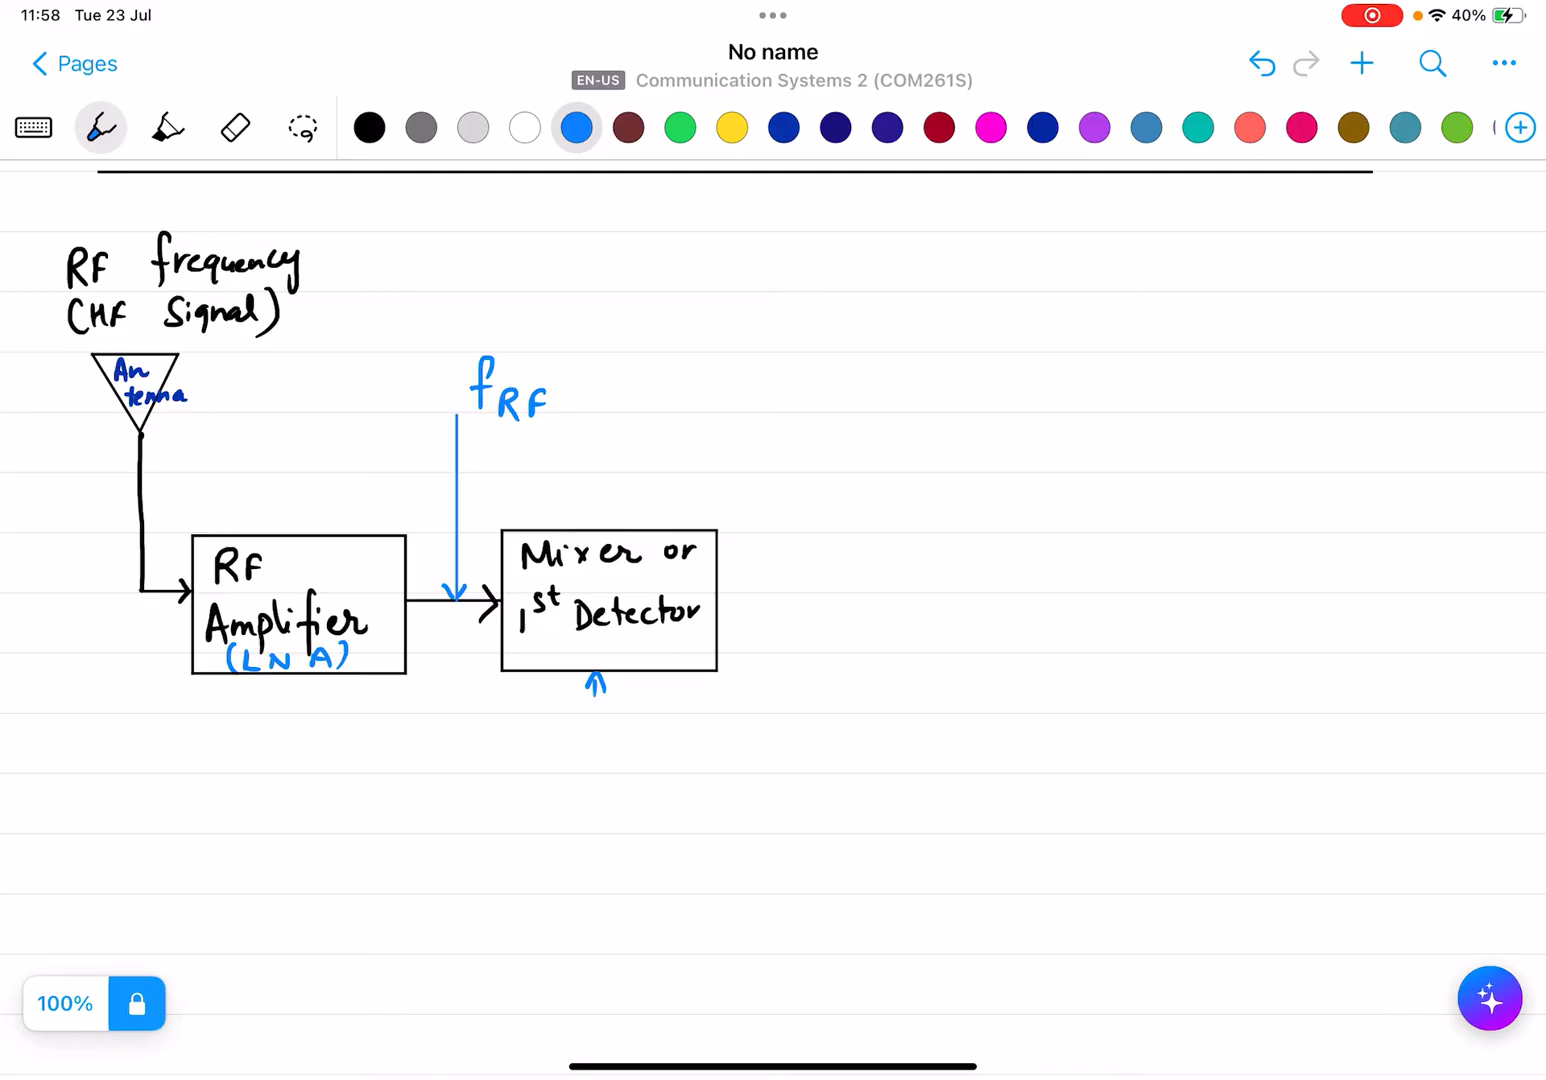 11:58 Tue 23 Jul
40%
Pages
No name
EN-US Communication Systems 2 (COM261S)
RF frequency
(HF Signal)
An
tenna
fRF
RF
Amplifier
(LNA)
Mixer or
1st Detector
100%